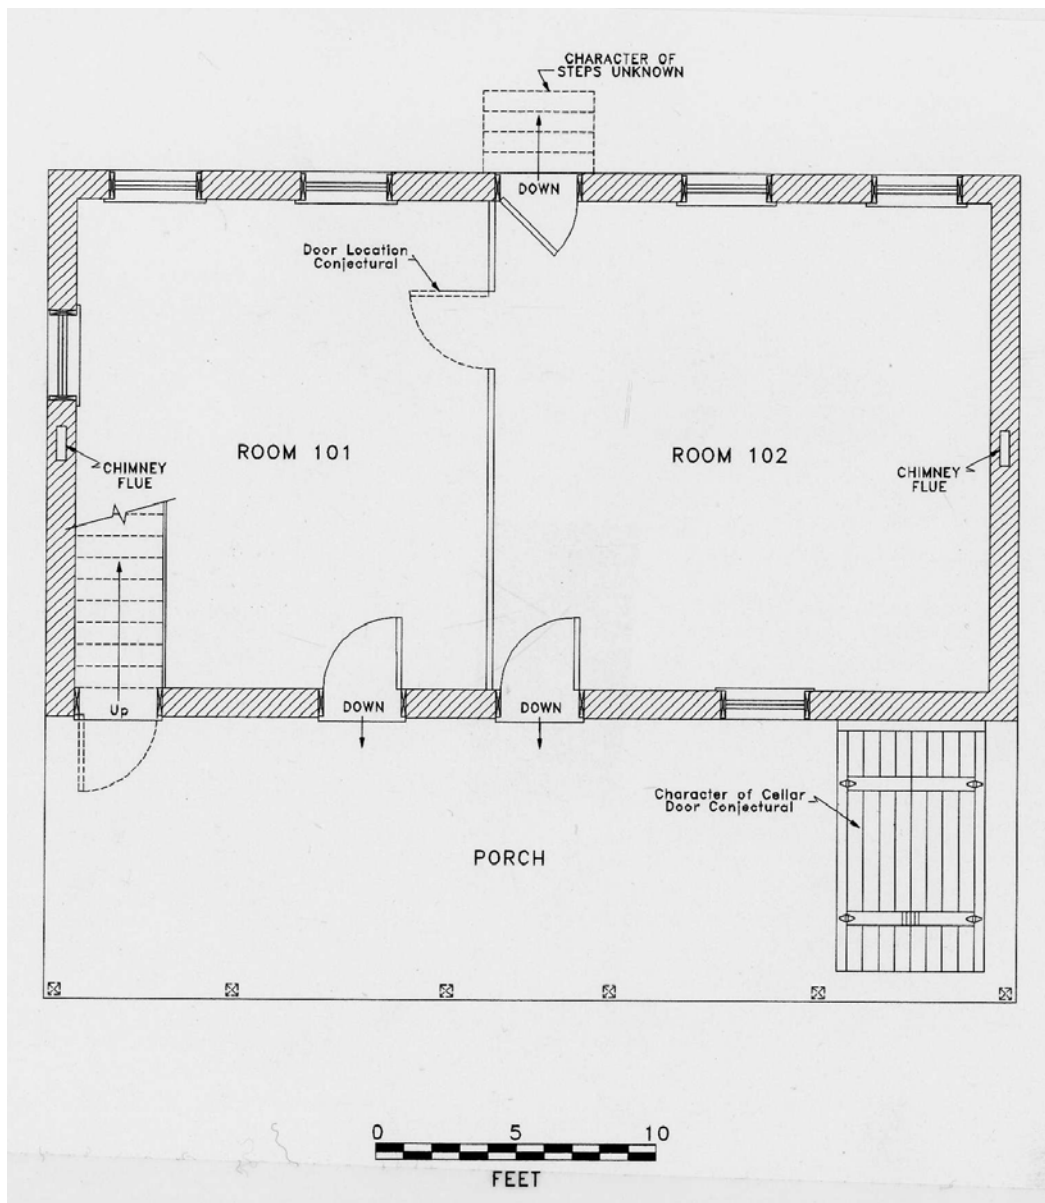 CHARACTER OF
STEPS UNKNOWN
DOWN
Door Location
Conjectural
ROOM 101
ROOM 102
CHIMNEY
FLUE
CHIMNEY
FLUE
Up
DOWN
DOWN
Character of Cellar
Door Conjectural
PORCH
0 5 10
FEET